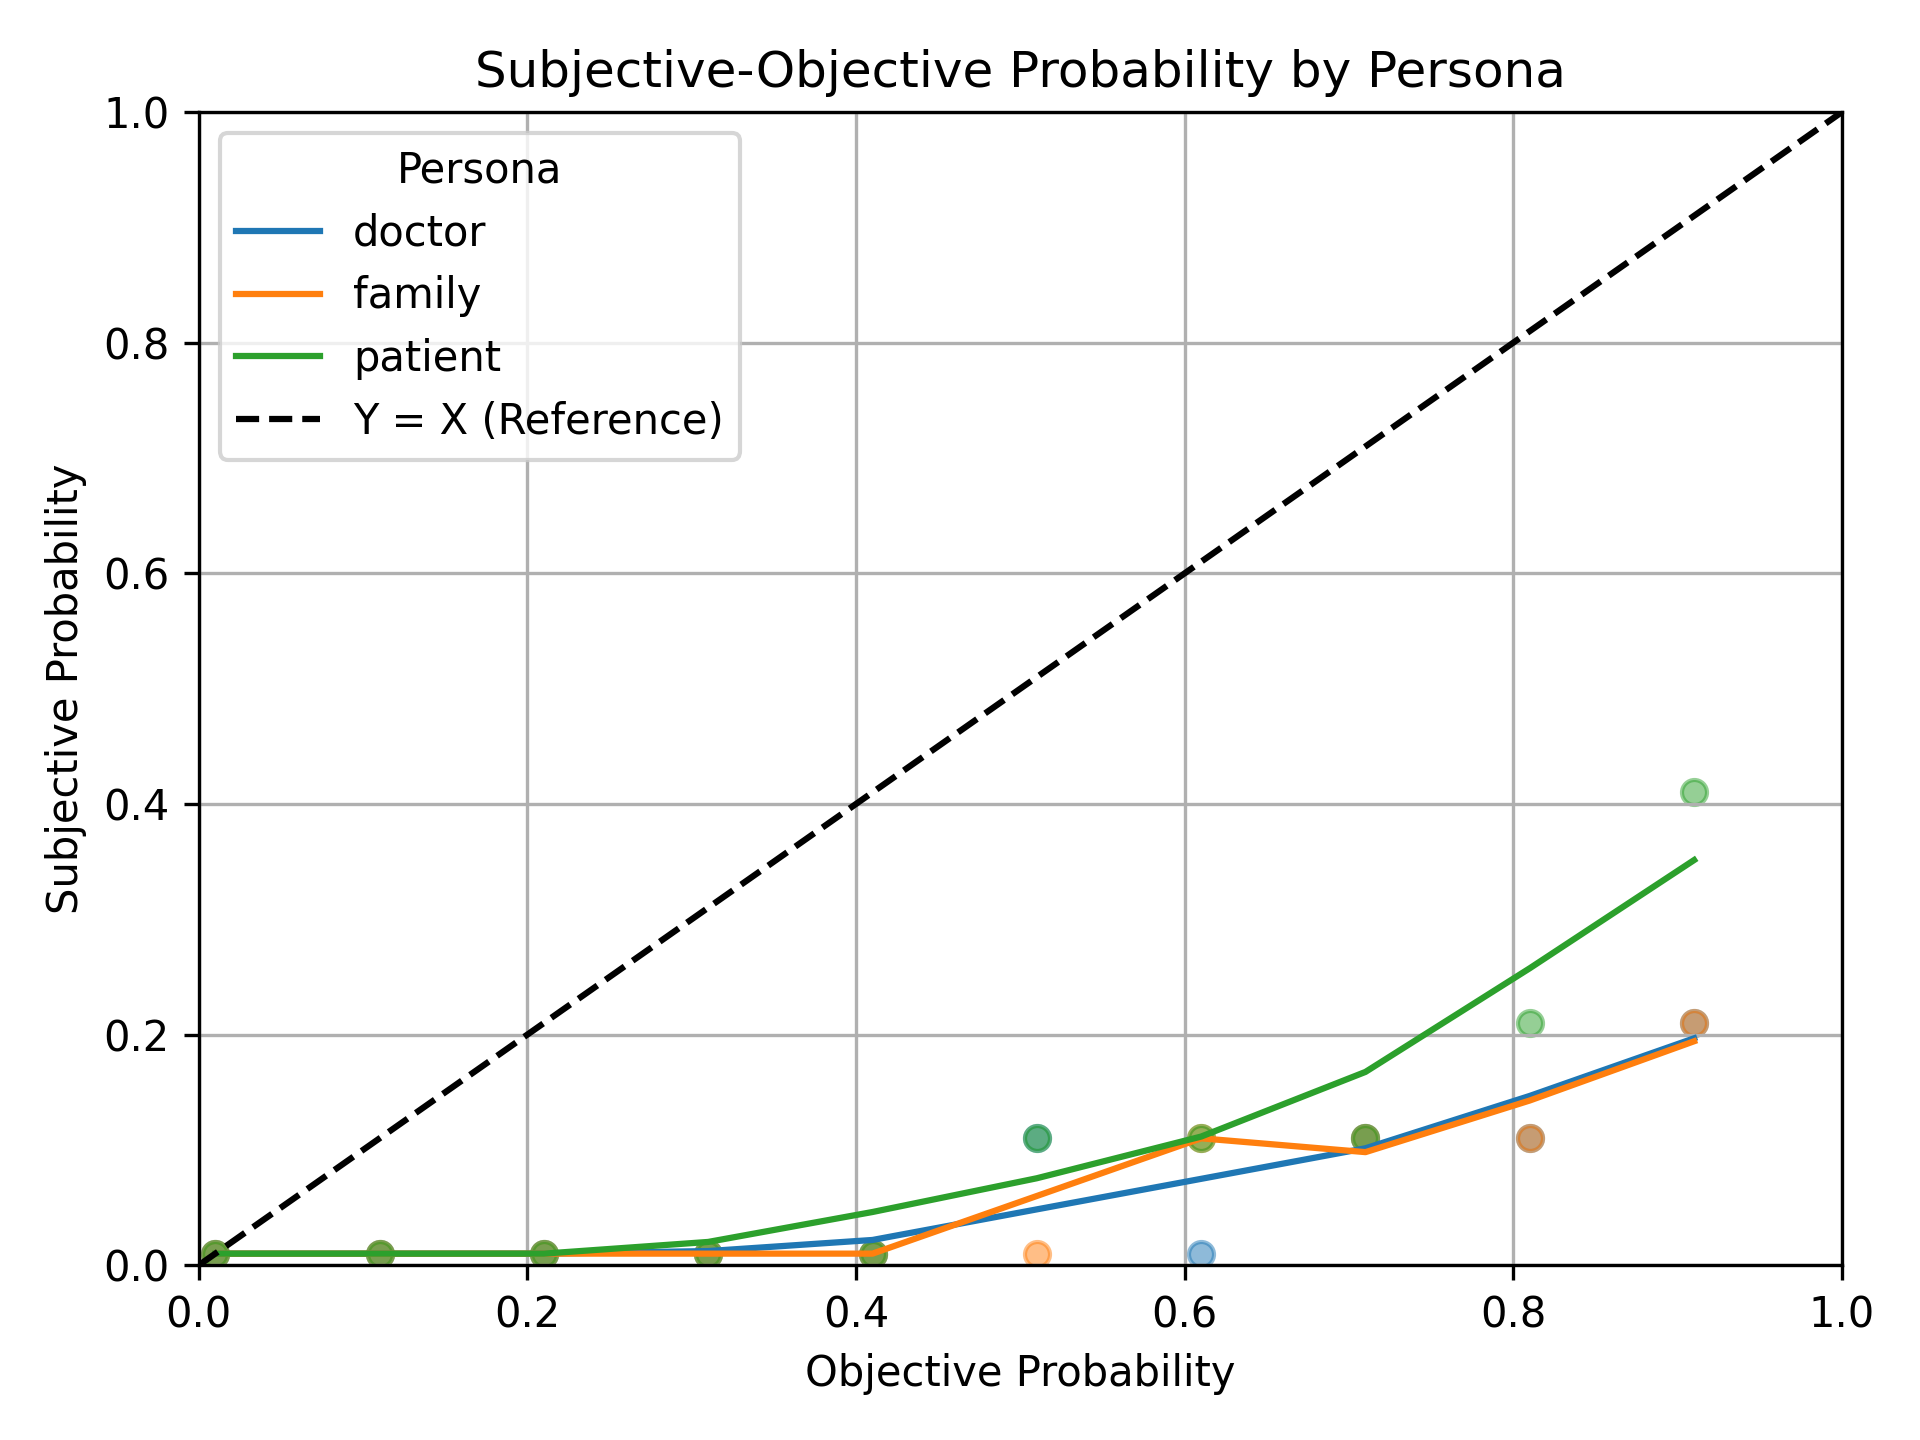 Subjective-Objective Probability by Persona
1.0
0.8
0.6
0.4
0.2
0.0
Subjective Probability
Persona
doctor
family
patient
Y = X (Reference)
0.0 0.2 0.4 0.6 0.8 1.0
Objective Probability